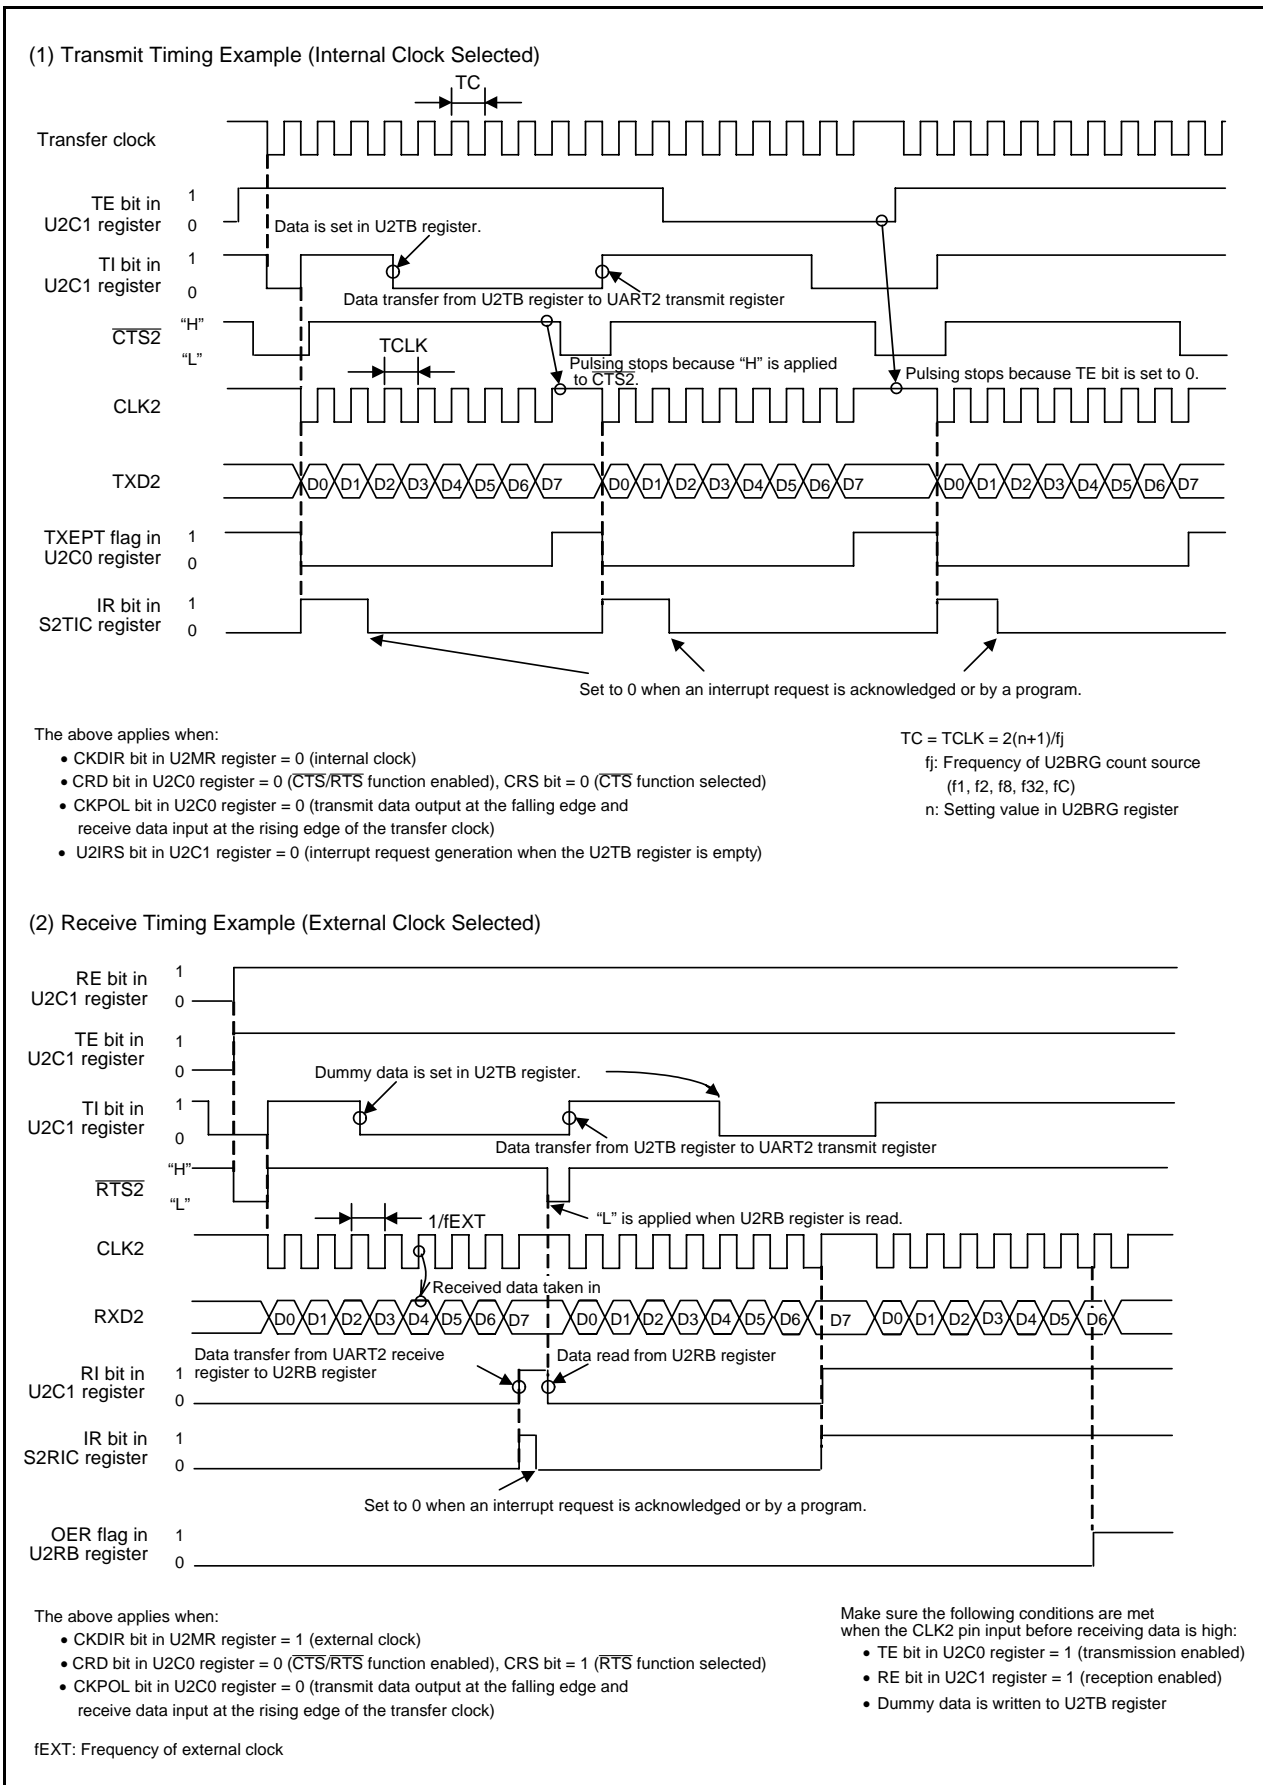 (1) Transmit Timing Example (Internal Clock Selected)
TC
Transfer clock
TE bit in
U2C1 register
1
0
Data is set in U2TB register.
TI bit in
U2C1 register
1
0
Data transfer from U2TB register to UART2 transmit register
CTS2
“H”
“L”
TCLK
Pulsing stops because “H” is applied
to CTS2.
Pulsing stops because TE bit is set to 0.
CLK2
TXD2
D0 D1 D2 D3 D4 D5 D6 D7 D0 D1 D2 D3 D4 D5 D6 D7 D0 D1 D2 D3 D4 D5 D6 D7
TXEPT flag in
U2C0 register
1
0
IR bit in
S2TIC register
1
0
Set to 0 when an interrupt request is acknowledged or by a program.
The above applies when:
• CKDIR bit in U2MR register = 0 (internal clock)
• CRD bit in U2C0 register = 0 (CTS/RTS function enabled), CRS bit = 0 (CTS function selected)
• CKPOL bit in U2C0 register = 0 (transmit data output at the falling edge and
receive data input at the rising edge of the transfer clock)
• U2IRS bit in U2C1 register = 0 (interrupt request generation when the U2TB register is empty)
TC = TCLK = 2(n+1)/fj
fj: Frequency of U2BRG count source
(f1, f2, f8, f32, fC)
n: Setting value in U2BRG register
(2) Receive Timing Example (External Clock Selected)
RE bit in
U2C1 register
1
0
TE bit in
U2C1 register
1
0
Dummy data is set in U2TB register.
TI bit in
U2C1 register
1
0
Data transfer from U2TB register to UART2 transmit register
RTS2
“H”
“L”
1/fEXT
“L” is applied when U2RB register is read.
CLK2
Received data taken in
RXD2
D0 D1 D2 D3 D4 D5 D6 D7 D0 D1 D2 D3 D4 D5 D6 D7 D0 D1 D2 D3 D4 D5 D6
Data transfer from UART2 receive
register to U2RB register
Data read from U2RB register
RI bit in
U2C1 register
1
0
IR bit in
S2RIC register
1
0
Set to 0 when an interrupt request is acknowledged or by a program.
OER flag in
U2RB register
1
0
The above applies when:
• CKDIR bit in U2MR register = 1 (external clock)
• CRD bit in U2C0 register = 0 (CTS/RTS function enabled), CRS bit = 1 (RTS function selected)
• CKPOL bit in U2C0 register = 0 (transmit data output at the falling edge and
receive data input at the rising edge of the transfer clock)
Make sure the following conditions are met
when the CLK2 pin input before receiving data is high:
• TE bit in U2C0 register = 1 (transmission enabled)
• RE bit in U2C1 register = 1 (reception enabled)
• Dummy data is written to U2TB register
fEXT: Frequency of external clock